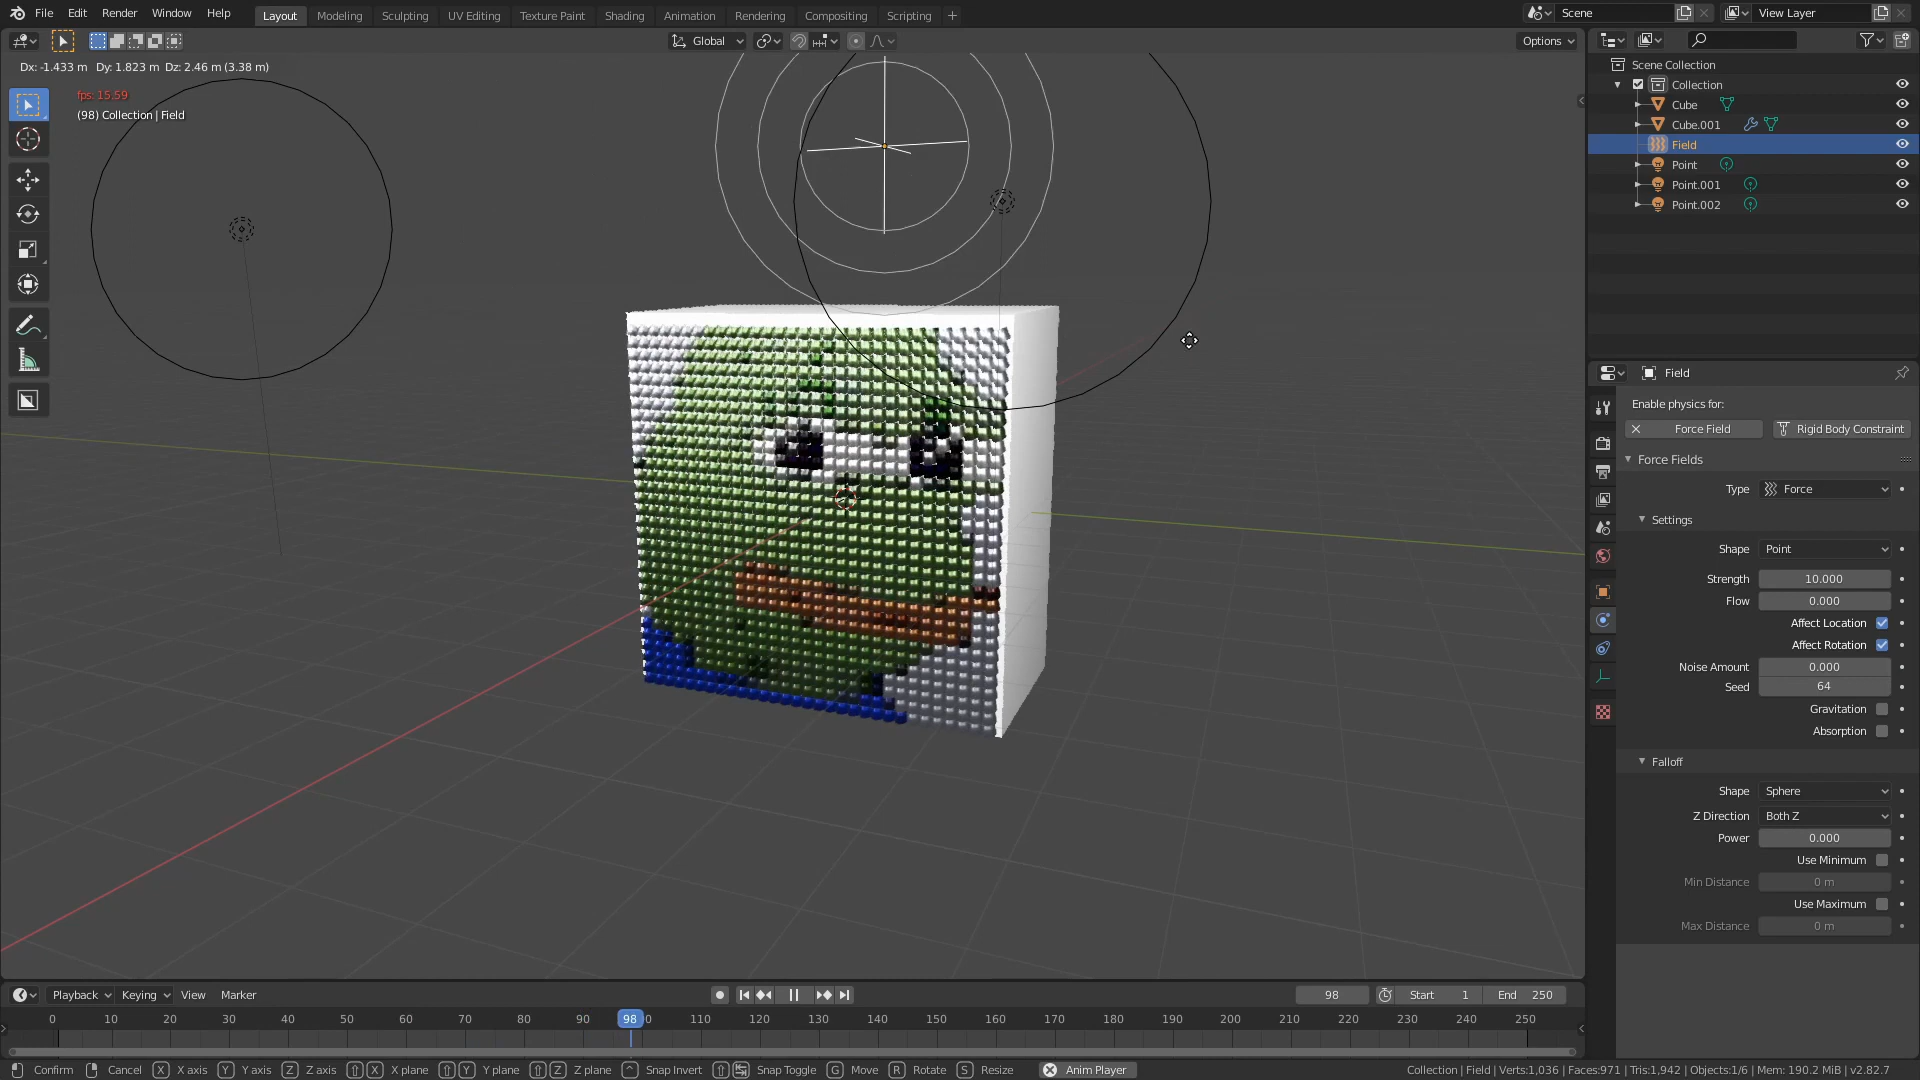 File Edit Render Window Help Layout Modeling Sculpting UV Editing Texture Paint Shading Animation Rendering Compositing Scripting + Scene View Layer
Global Options
Dx: -1.433 m Dy: 1.823 m Dz: 2.46 m (3.38 m)
fps: 15.59
(98) Collection | Field
Scene Collection
Collection
Cube
Cube.001
Field
Point
Point.001
Point.002
Field
Enable physics for:
Force Field Rigid Body Constraint
Force Fields
Type Force
Settings
Shape Point
Strength 10.000
Flow 0.000
Affect Location
Affect Rotation
Noise Amount 0.000
Seed 64
Gravitation
Absorption
Falloff
Shape Sphere
Z Direction Both Z
Power 0.000
Use Minimum
Min Distance 0 m
Use Maximum
Max Distance 0 m
Playback Keying View Marker 98 Start 1 End 250
0 10 20 30 40 50 60 70 80 90 98 0 110 120 130 140 150 160 170 180 190 200 210 220 230 240 250
Confirm Cancel X X axis Y Y axis Z Z axis X X plane Y Y plane Z Z plane Snap Invert Snap Toggle G Move R Rotate S Resize Anim Player Collection | Field | Verts:1,036 | Faces:971 | Tris:1,942 | Objects:1/6 | Mem: 190.2 MiB | v2.82.7